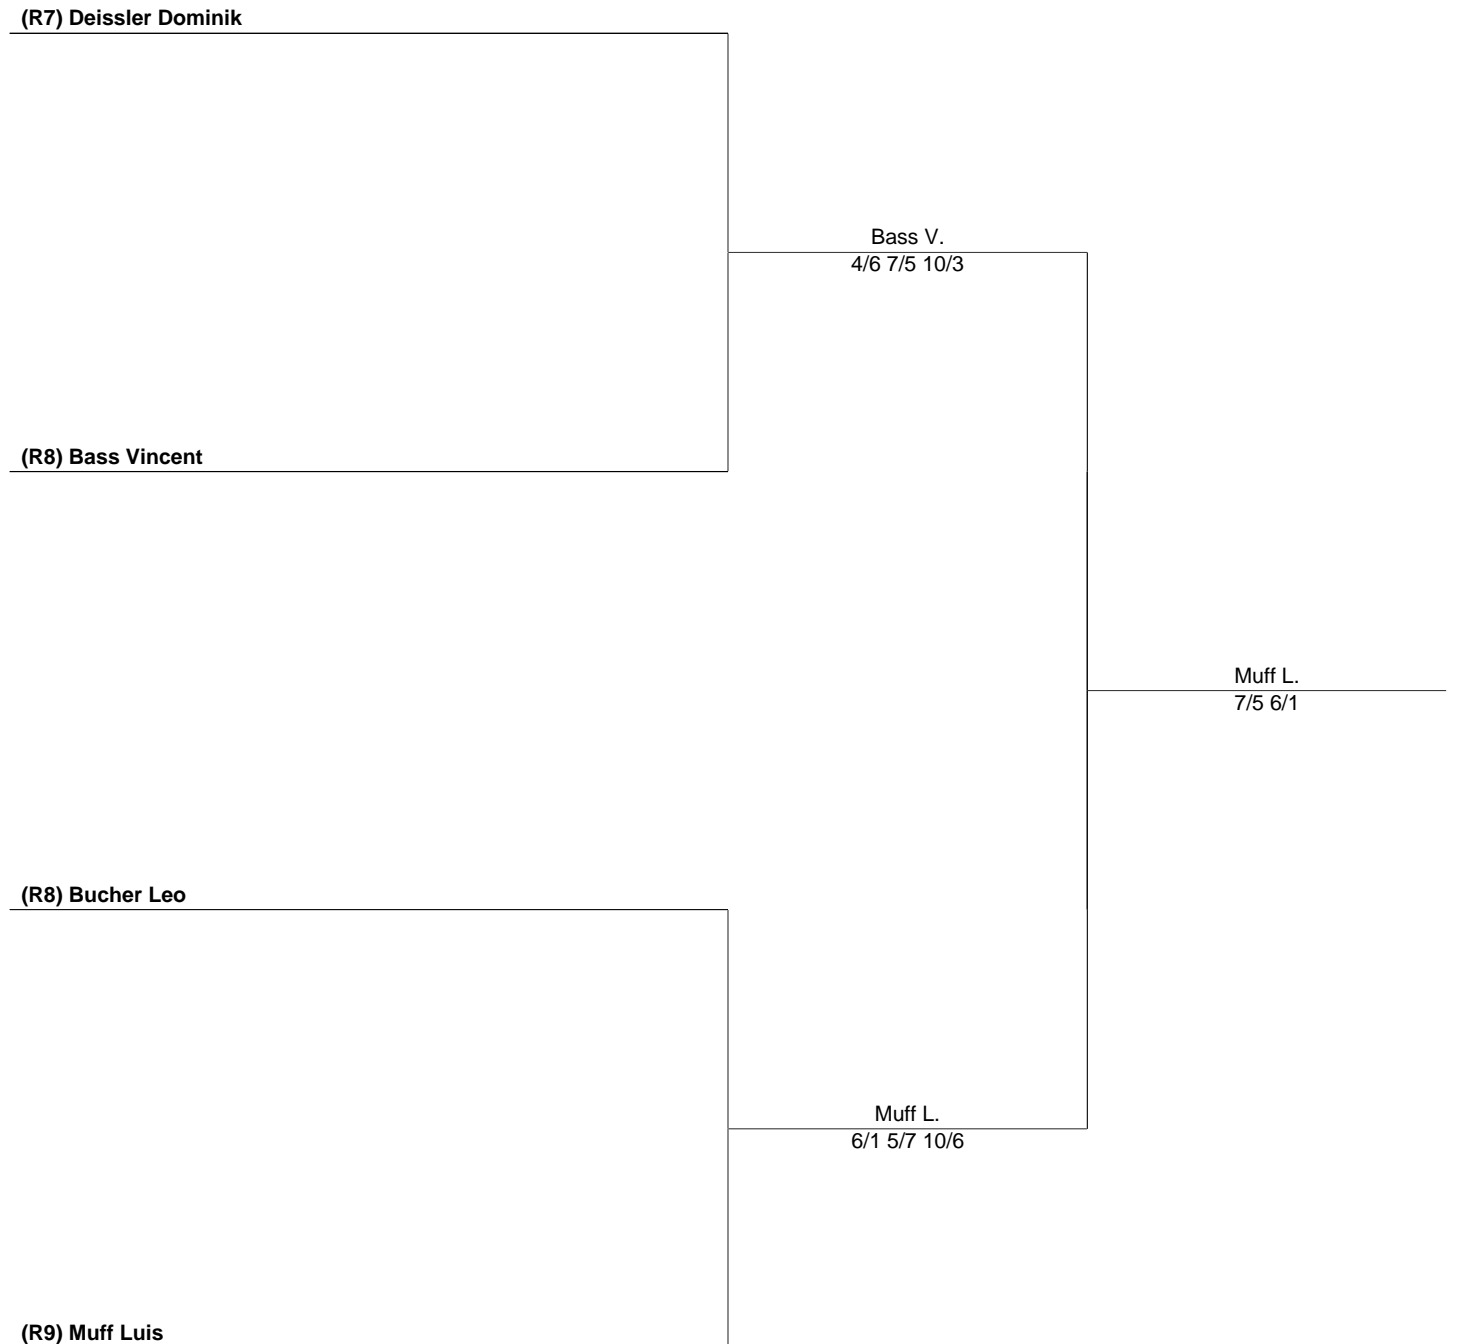 (R7) Deissler Dominik
Bass V.
4/6 7/5 10/3
(R8) Bass Vincent
Muff L.
7/5 6/1
(R8) Bucher Leo
Muff L.
6/1 5/7 10/6
(R9) Muff Luis